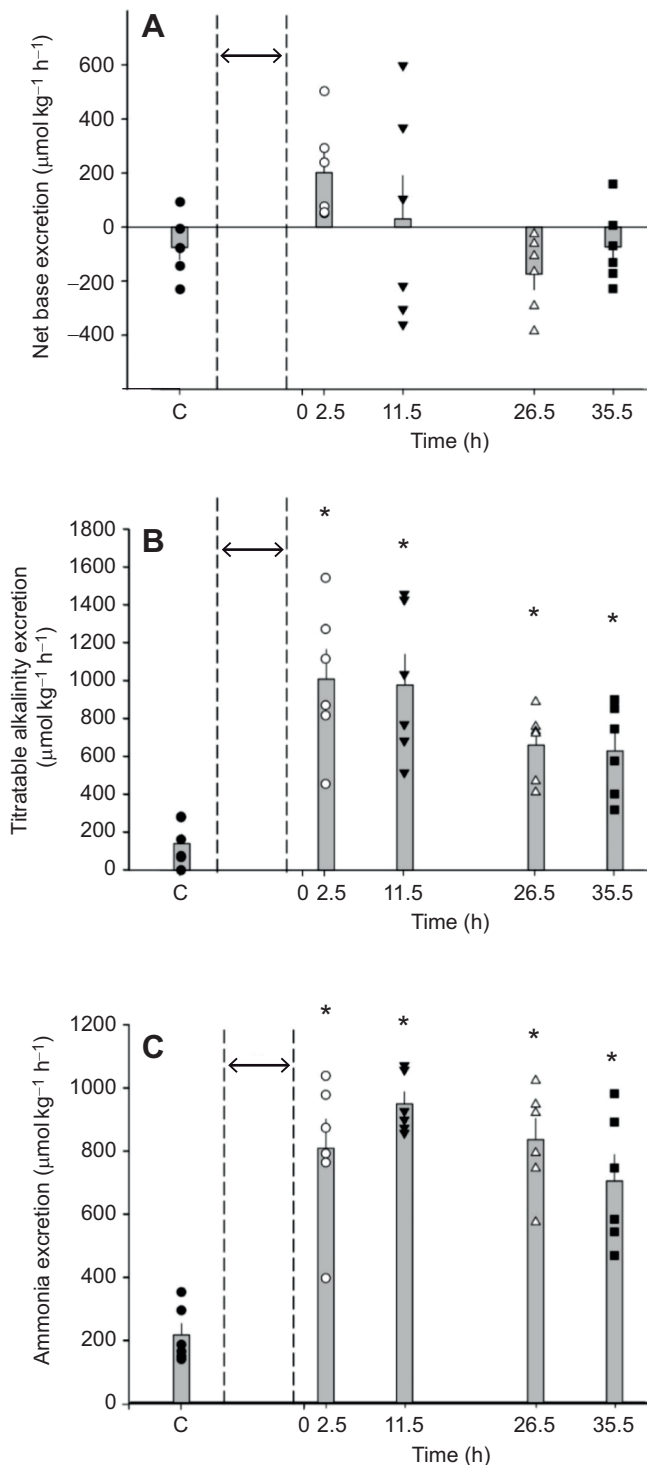 A
Net base excretion (μmol kg⁻¹ h⁻¹)
600
400
200
0
−200
−400
C
0 2.5 11.5 26.5 35.5
Time (h)
B
Titratable alkalinity excretion
(μmol kg⁻¹ h⁻¹)
1800
1600
1400
1200
1000
800
600
400
200
0
* * * *
C
0 2.5 11.5 26.5 35.5
Time (h)
C
Ammonia excretion (μmol kg⁻¹ h⁻¹)
1200
1000
800
600
400
200
0
* * * *
C
0 2.5 11.5 26.5 35.5
Time (h)